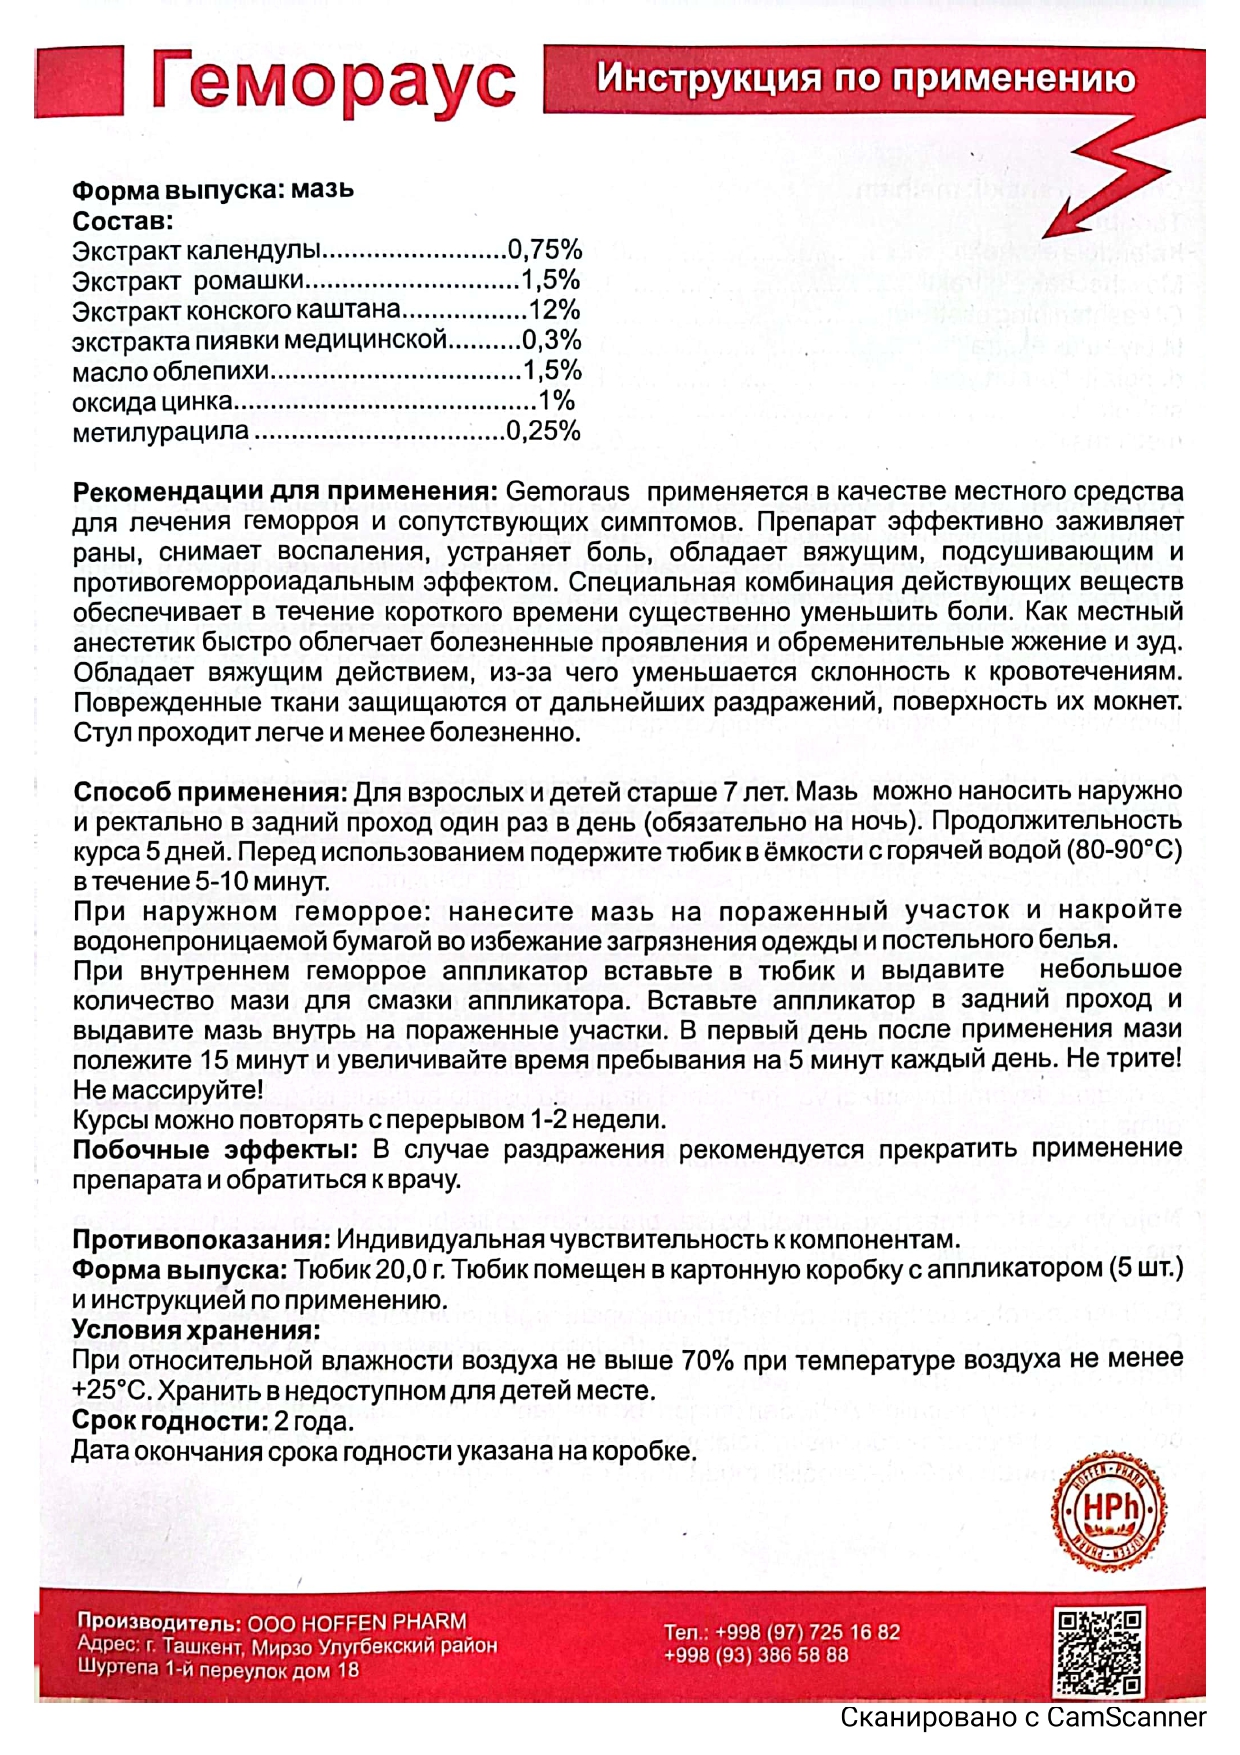 Геморaус
Инструкция по применению
Форма выпуска: мазь
Состав:
Экстракт календулы..........................0,75%
Экстракт ромашки..............................1,5%
Экстракт конского каштана.................12%
экстракта пиявки медицинской..........0,3%
масло облепихи...................................1,5%
оксида цинка..........................................1%
метилурацила ..................................0,25%
Рекомендации для применения: Gemoraus применяется в качестве местного средства
для лечения геморроя и сопутствующих симптомов. Препарат эффективно заживляет
раны, снимает воспаления, устраняет боль, обладает вяжущим, подсушивающим и
противогеморроиадальным эффектом. Специальная комбинация действующих веществ
обеспечивает в течение короткого времени существенно уменьшить боли. Как местный
анестетик быстро облегчает болезненные проявления и обременительные жжение и зуд.
Обладает вяжущим действием, из-за чего уменьшается склонность к кровотечениям.
Поврежденные ткани защищаются от дальнейших раздражений, поверхность их мокнет.
Стул проходит легче и менее болезненно.
Способ применения: Для взрослых и детей старше 7 лет. Мазь можно наносить наружно
и ректально в задний проход один раз в день (обязательно на ночь). Продолжительность
курса 5 дней. Перед использованием подержите тюбик в ёмкости с горячей водой (80-90°С)
в течение 5-10 минут.
При наружном геморрое: нанесите мазь на пораженный участок и накройте
водонепроницаемой бумагой во избежание загрязнения одежды и постельного белья.
При внутреннем геморрое аппликатор вставьте в тюбик и выдавите небольшое
количество мази для смазки аппликатора. Вставьте аппликатор в задний проход и
выдавите мазь внутрь на пораженные участки. В первый день после применения мази
полежите 15 минут и увеличивайте время пребывания на 5 минут каждый день. Не трите!
Не массируйте!
Курсы можно повторять с перерывом 1-2 недели.
Побочные эффекты: В случае раздражения рекомендуется прекратить применение
препарата и обратиться к врачу.
Противопоказания: Индивидуальная чувствительность к компонентам.
Форма выпуска: Тюбик 20,0 г. Тюбик помещен в картонную коробку с аппликатором (5 шт.)
и инструкцией по применению.
Условия хранения:
При относительной влажности воздуха не выше 70% при температуре воздуха не менее
+25°С. Хранить в недоступном для детей месте.
Срок годности: 2 года.
Дата окончания срока годности указана на коробке.
HOFFEN - PHARM
HPh
HOFFEN - PHARM
Производитель: ООО HOFFEN PHARM
Адрес: г. Ташкент, Мирзо Улугбекский район
Шуртепа 1-й переулок дом 18
Тел.: +998 (97) 725 16 82
+998 (93) 386 58 88
Сканировано с CamScanner